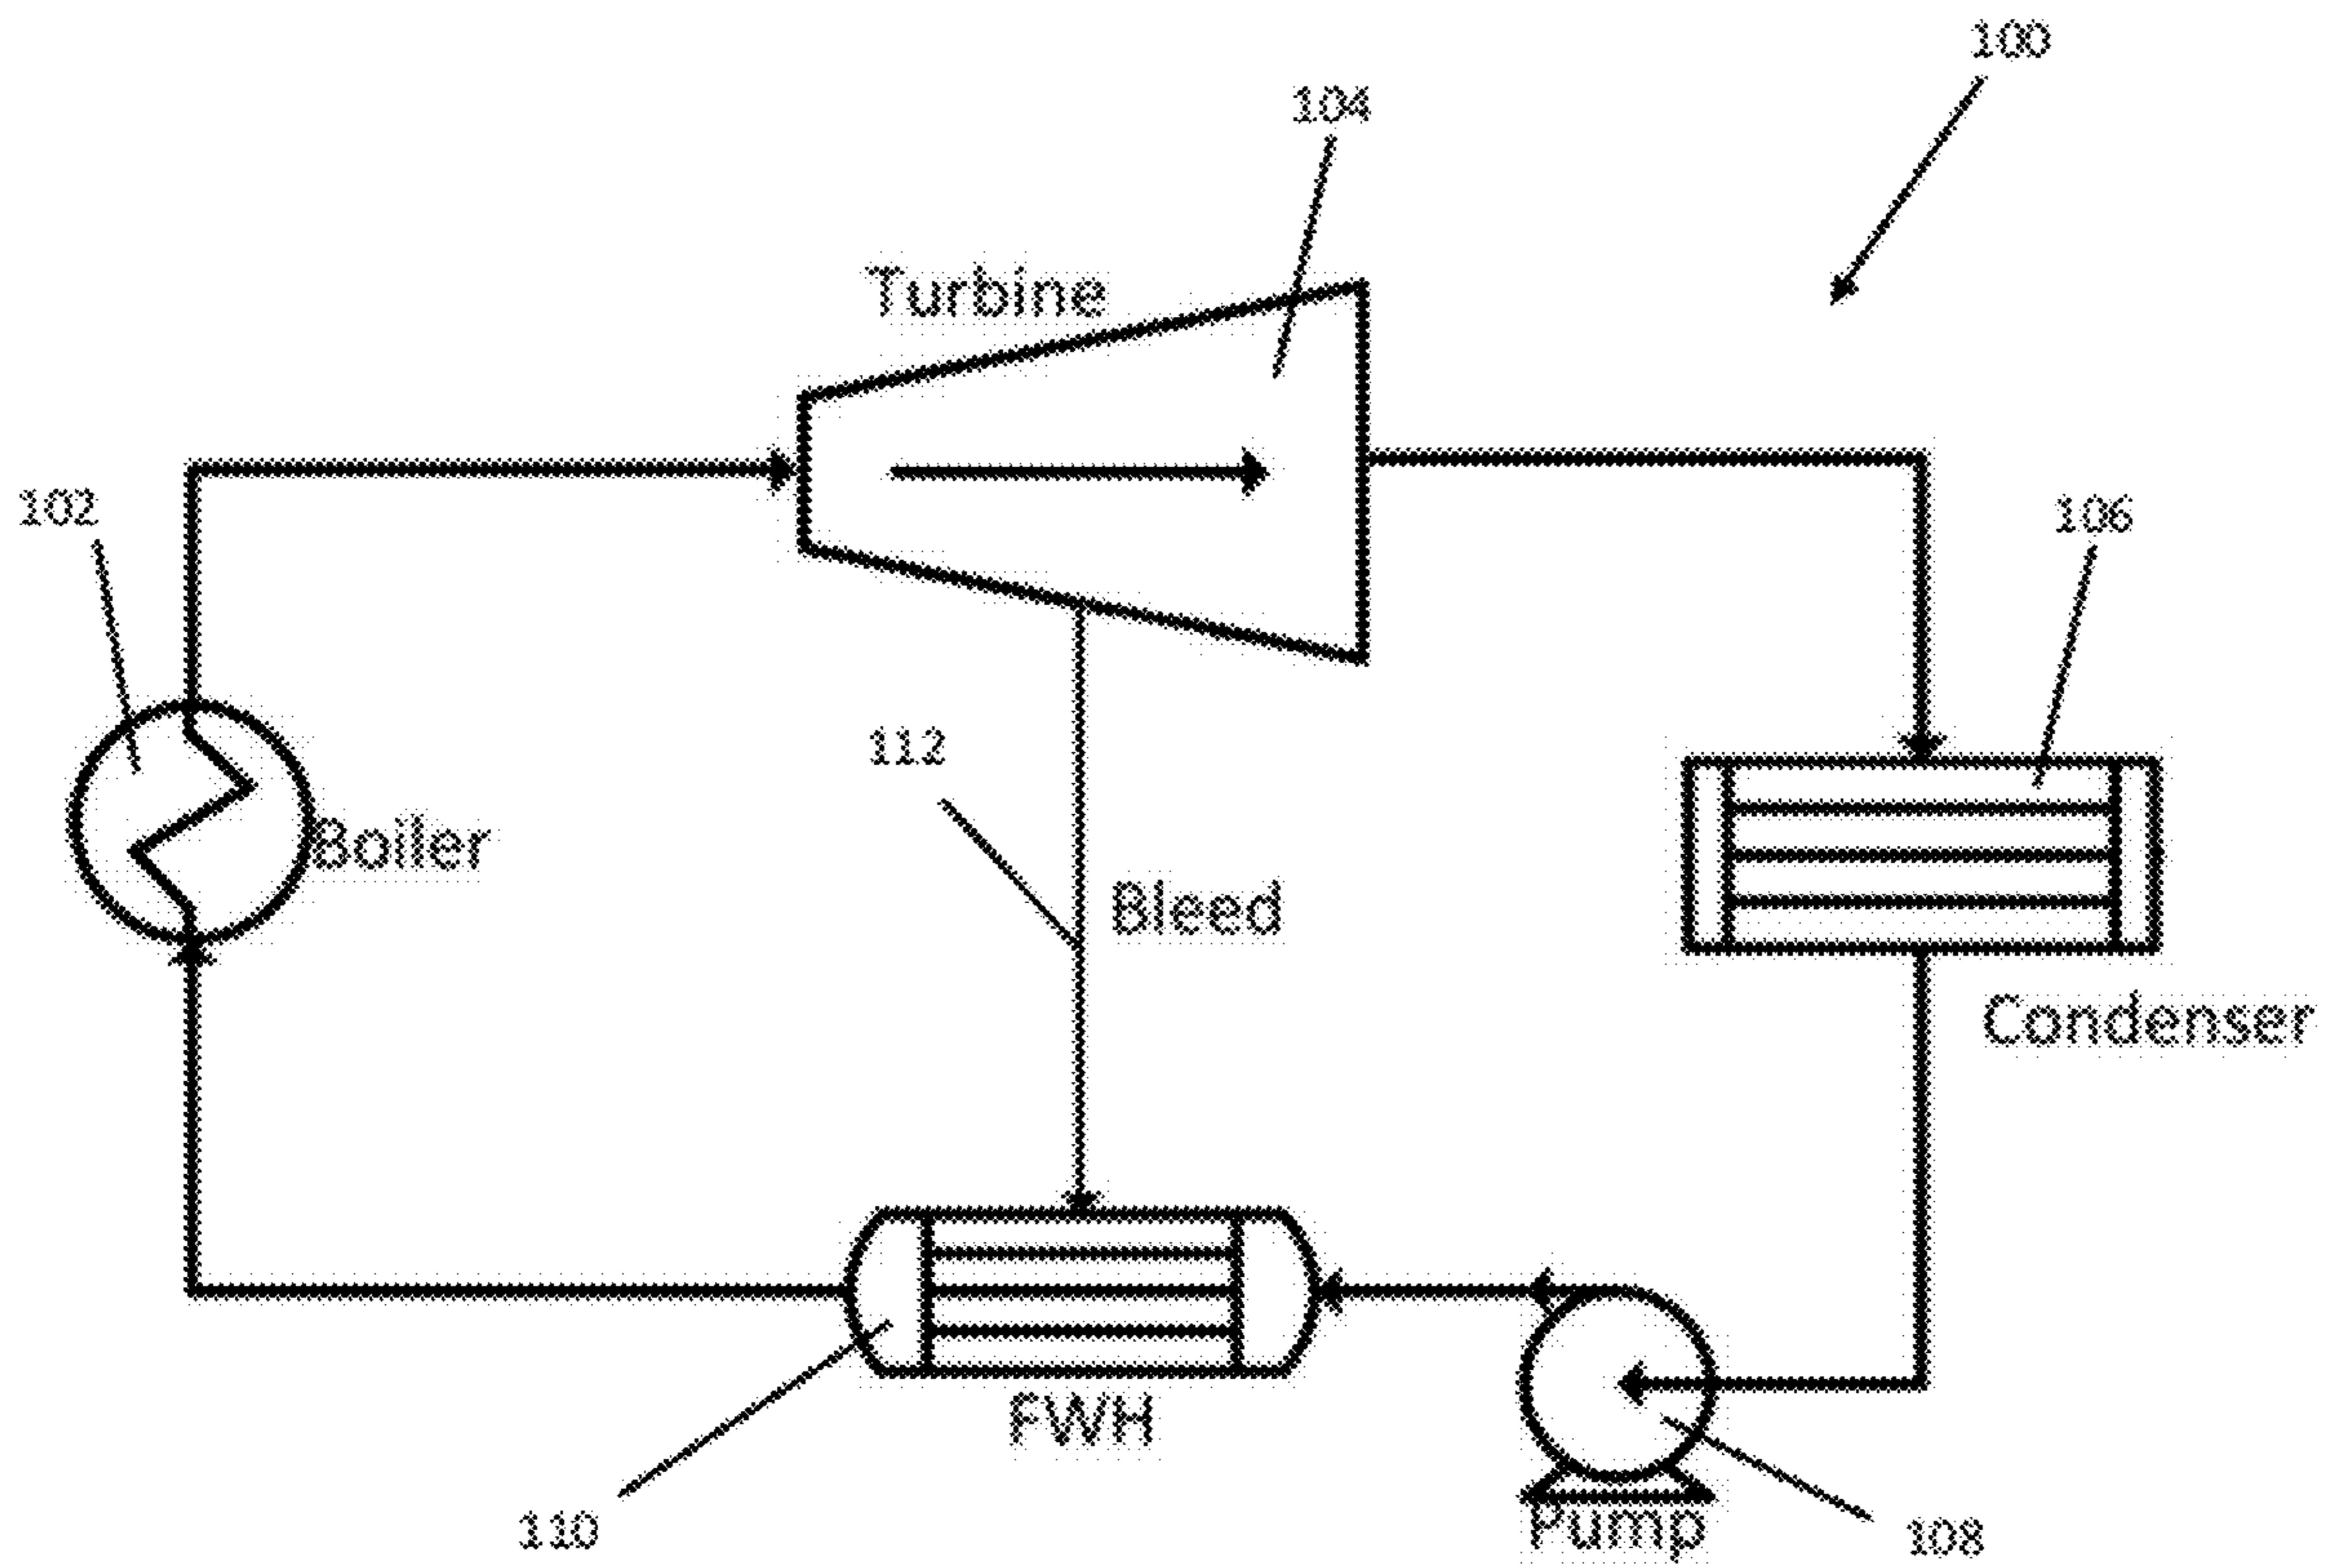 100
104
Turbine
102
106
112
Boiler
Bleed
Condenser
FWH
110
Pump
108